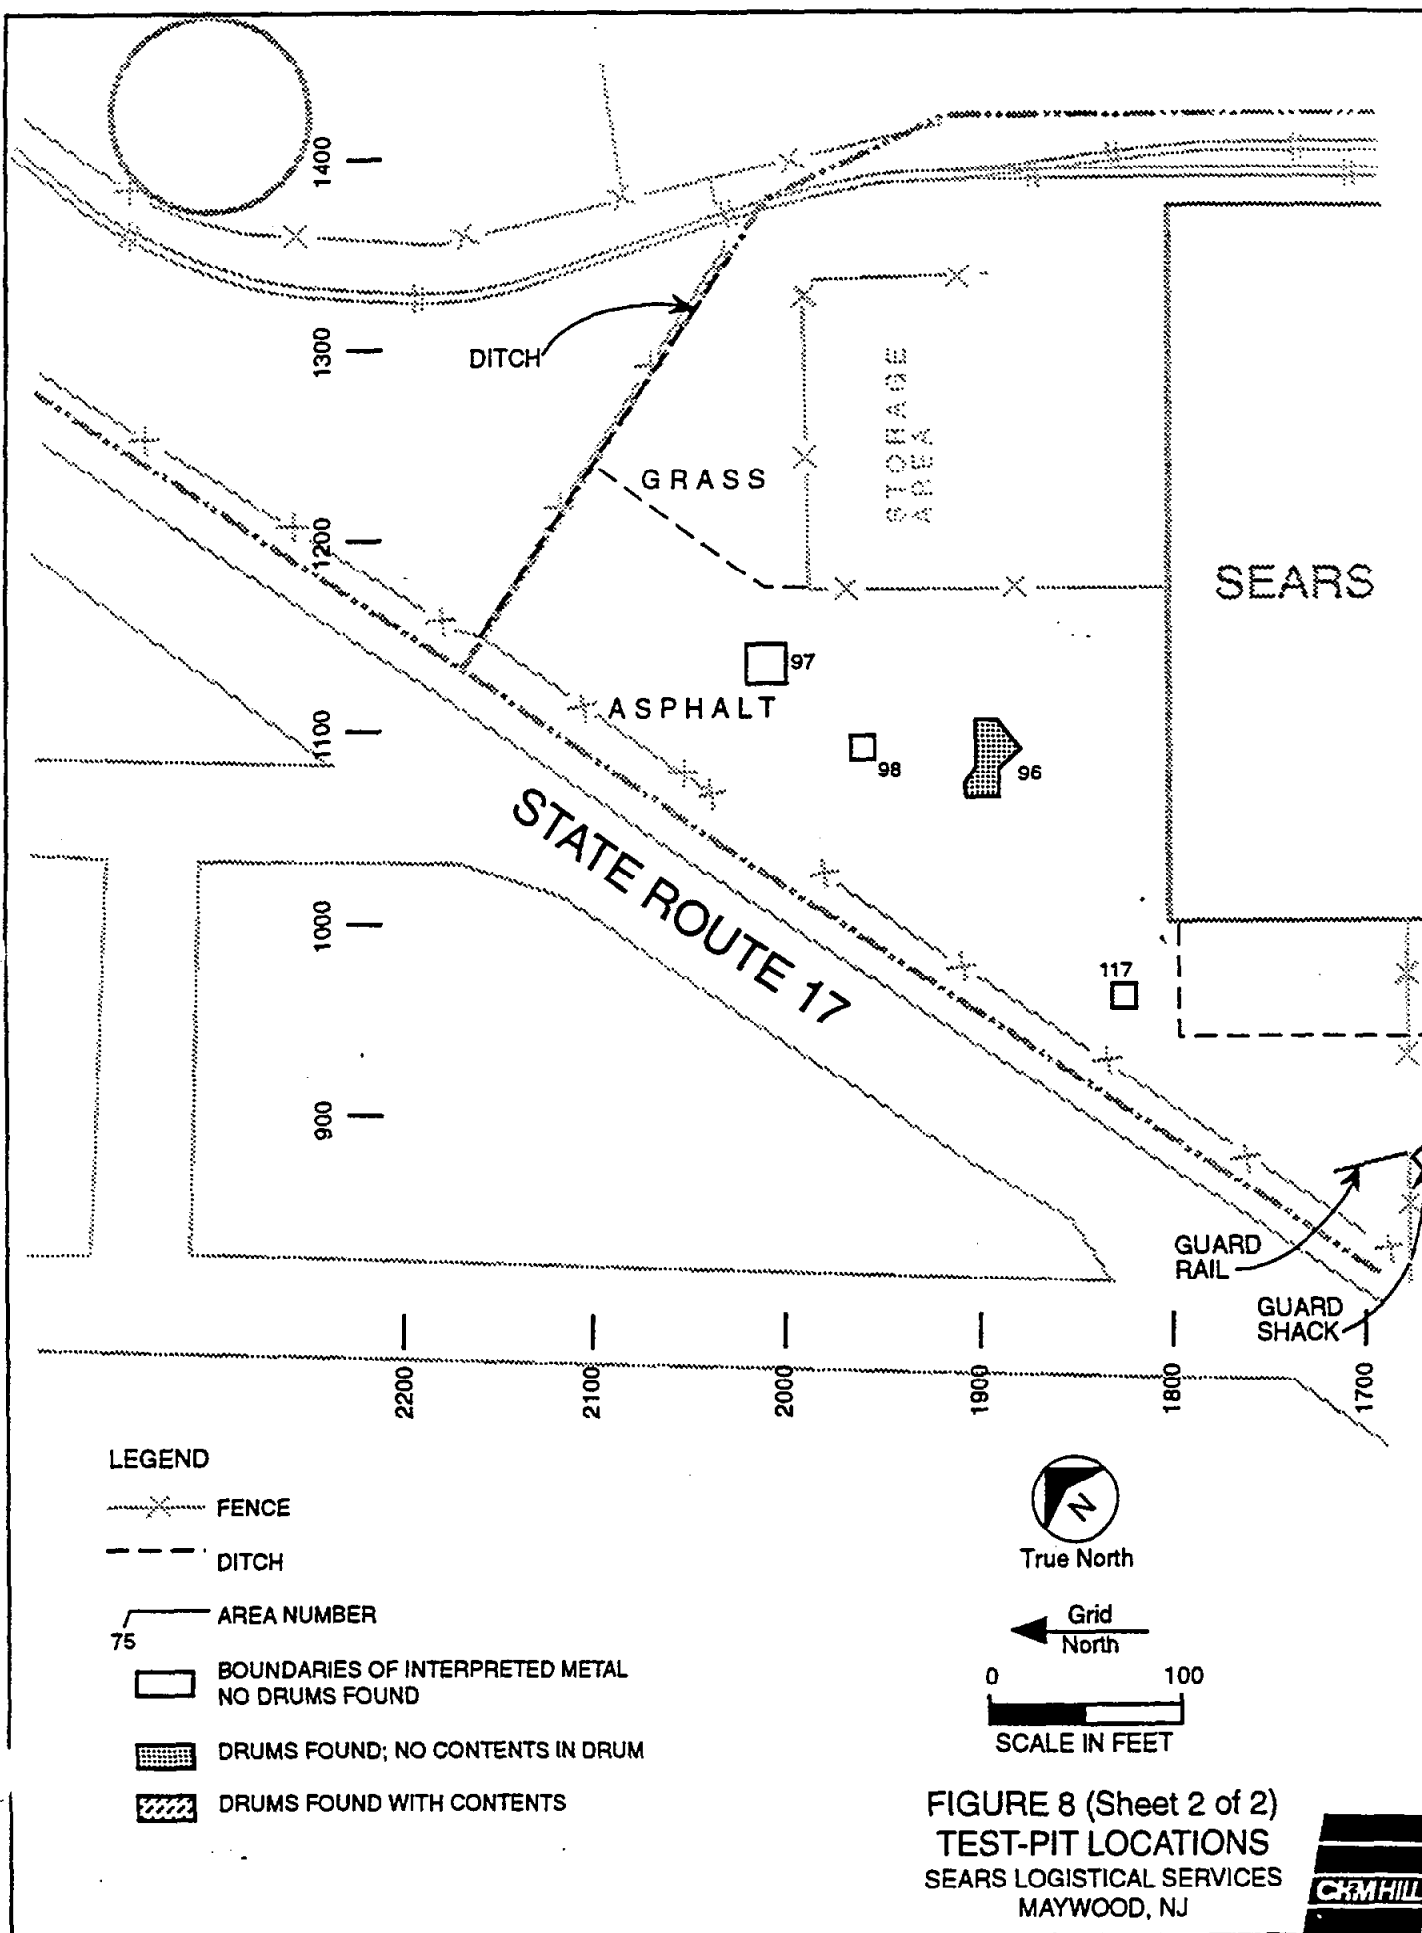 1400
1300
DITCH
STORAGE
AREA
GRASS
1200
SEARS
97
ASPHALT
1100
98
96
STATE ROUTE 17
1000
117
900
GUARD
RAIL
GUARD
SHACK
2200
2100
2000
1900
1800
1700
LEGEND
FENCE
DITCH
AREA NUMBER
75
BOUNDARIES OF INTERPRETED METAL
NO DRUMS FOUND
DRUMS FOUND; NO CONTENTS IN DRUM
DRUMS FOUND WITH CONTENTS
N
True North
Grid
North
0 100
SCALE IN FEET
FIGURE 8 (Sheet 2 of 2)
TEST-PIT LOCATIONS
SEARS LOGISTICAL SERVICES
MAYWOOD, NJ
CH2M HILL